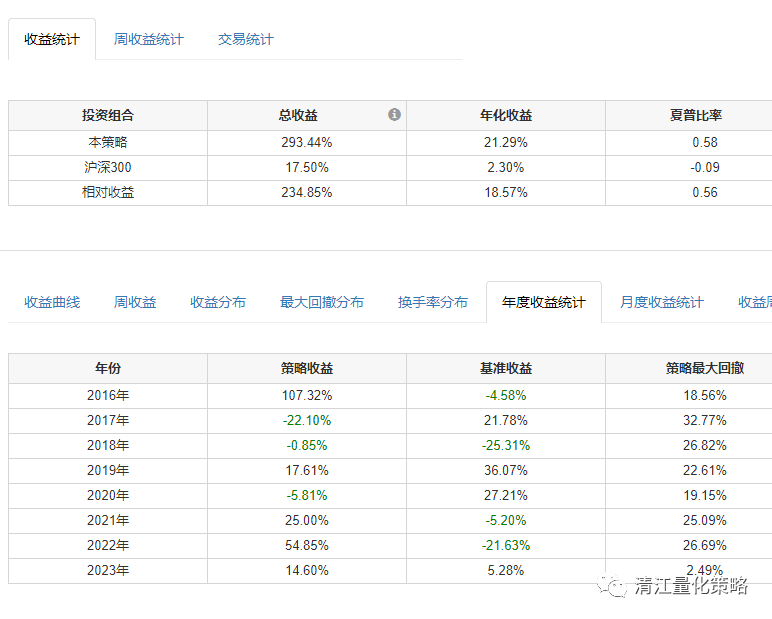 收益统计 周收益统计 交易统计
投资组合 总收益 年化收益 夏普比率
本策略 293.44% 21.29% 0.58
沪深300 17.50% 2.30% -0.09
相对收益 234.85% 18.57% 0.56
收益曲线 周收益 收益分布 最大回撤分布 换手率分布 年度收益统计 月度收益统计 收益
年份 策略收益 基准收益 策略最大回撤
2016年 107.32% -4.58% 18.56%
2017年 -22.10% 21.78% 32.77%
2018年 -0.85% -25.31% 26.82%
2019年 17.61% 36.07% 22.61%
2020年 -5.81% 27.21% 19.15%
2021年 25.00% -5.20% 25.09%
2022年 54.85% -21.63% 26.69%
2023年 14.60% 5.28% 2.49%
清江量化策略